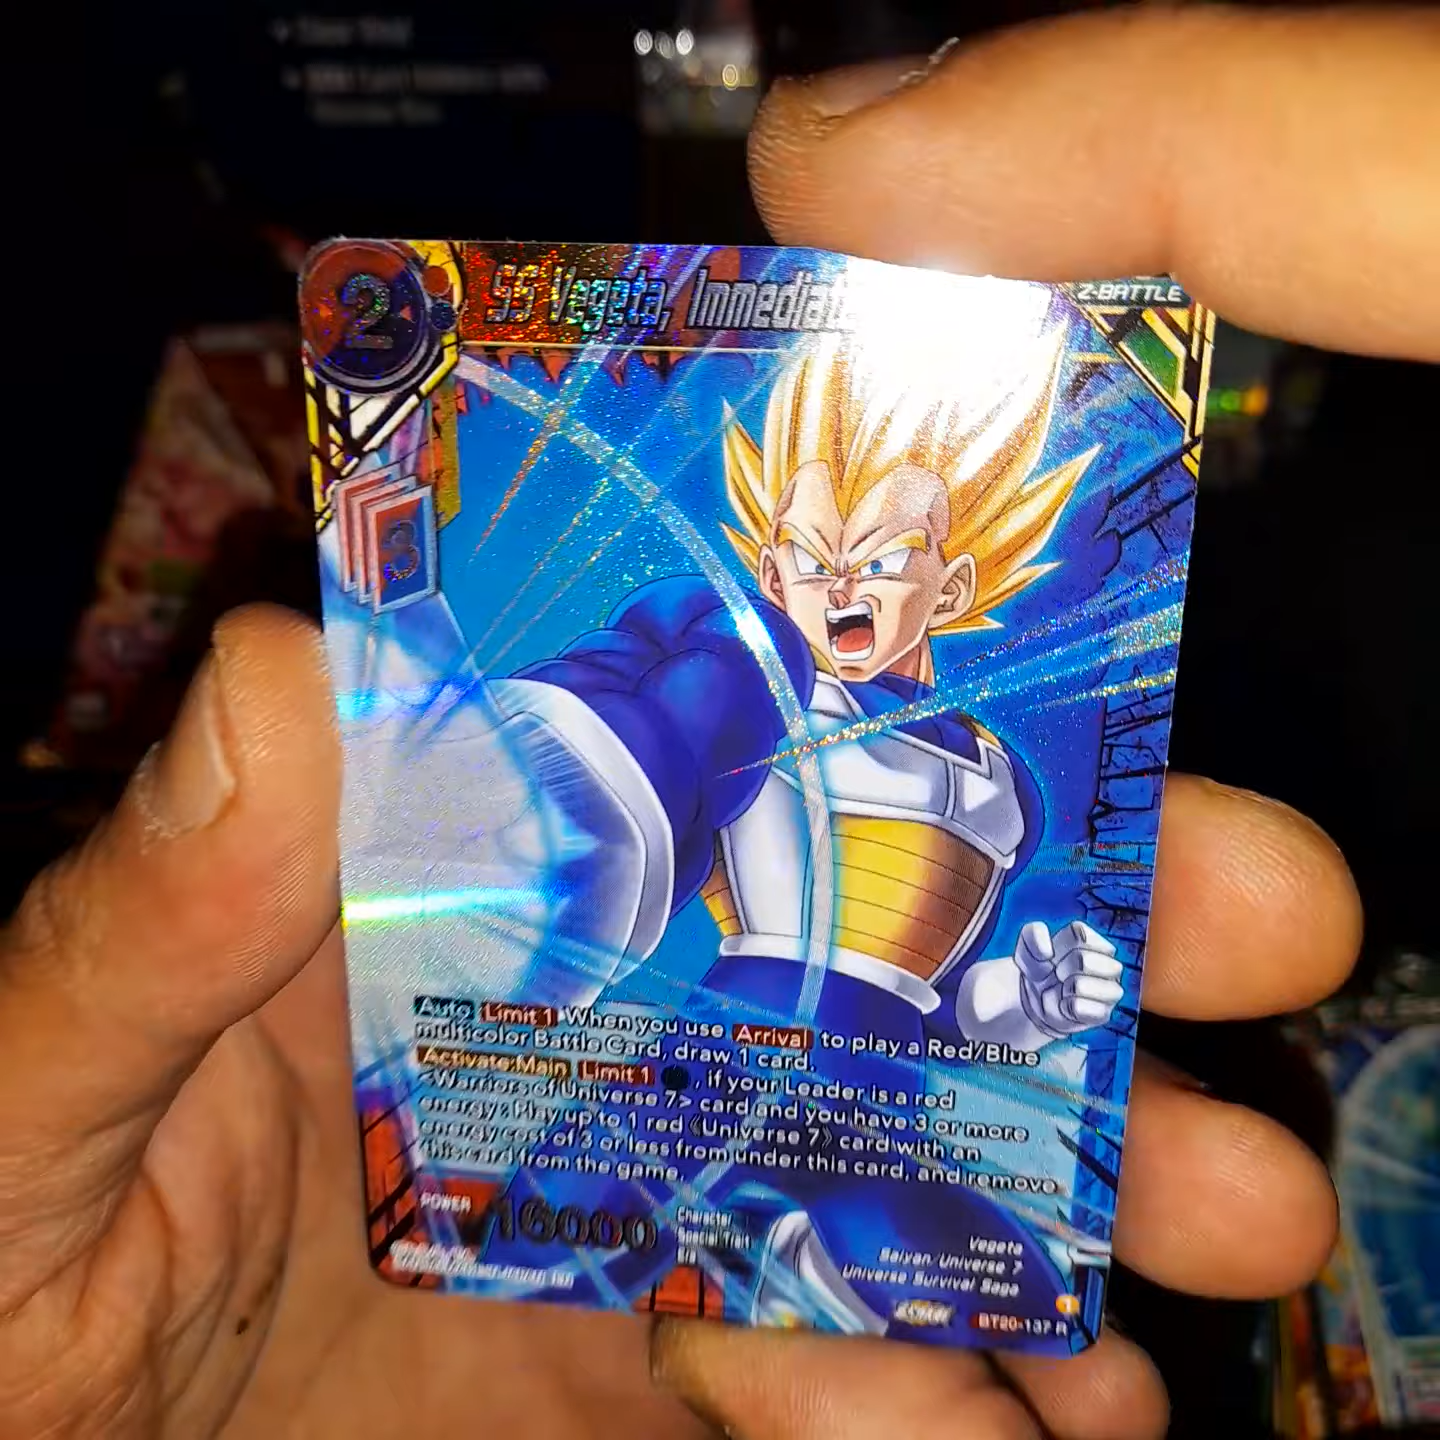 2
SS Vegeta, Immediate
Z-BATTLE
3
Auto Limit 1 When you use Arrival to play a Red/Blue
multicolor Battle Card, draw 1 card.
Activate:Main Limit 1 , if your Leader is a red
<Warriors of Universe 7> card and you have 3 or more
energy : Play up to 1 red 《Universe 7》 card with an
energy cost of 3 or less from under this card, and remove
this card from the game.
POWER
16000
Character
Special Trait
Era
Vegeta
Saiyan/Universe 7
Universe Survival Saga
BT20-137 R